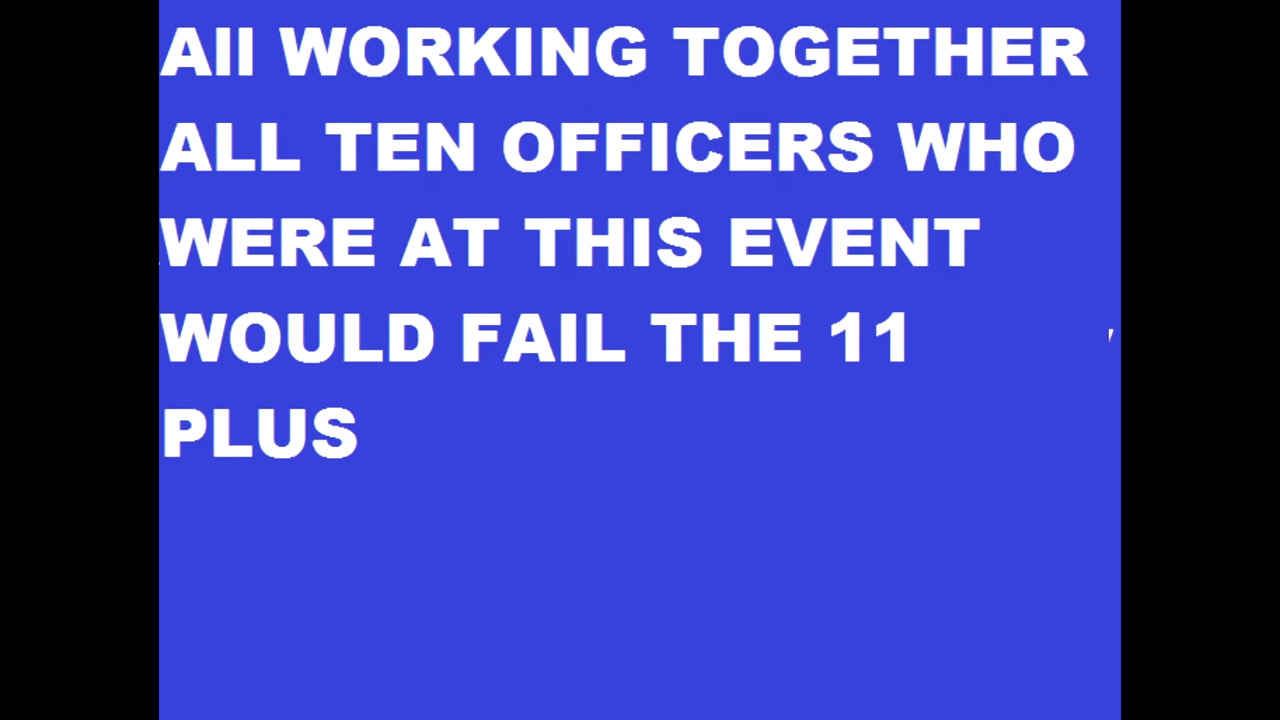 All WORKING TOGETHER
ALL TEN OFFICERS WHO
WERE AT THIS EVENT
WOULD FAIL THE 11
PLUS